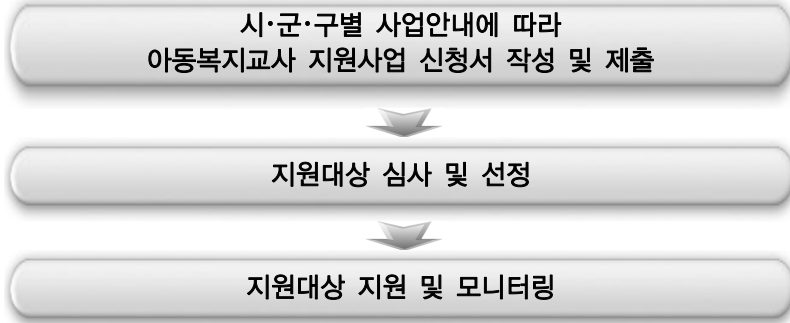 시·군·구별 사업안내에 따라
아동복지교사 지원사업 신청서 작성 및 제출
지원대상 심사 및 선정
지원대상 지원 및 모니터링